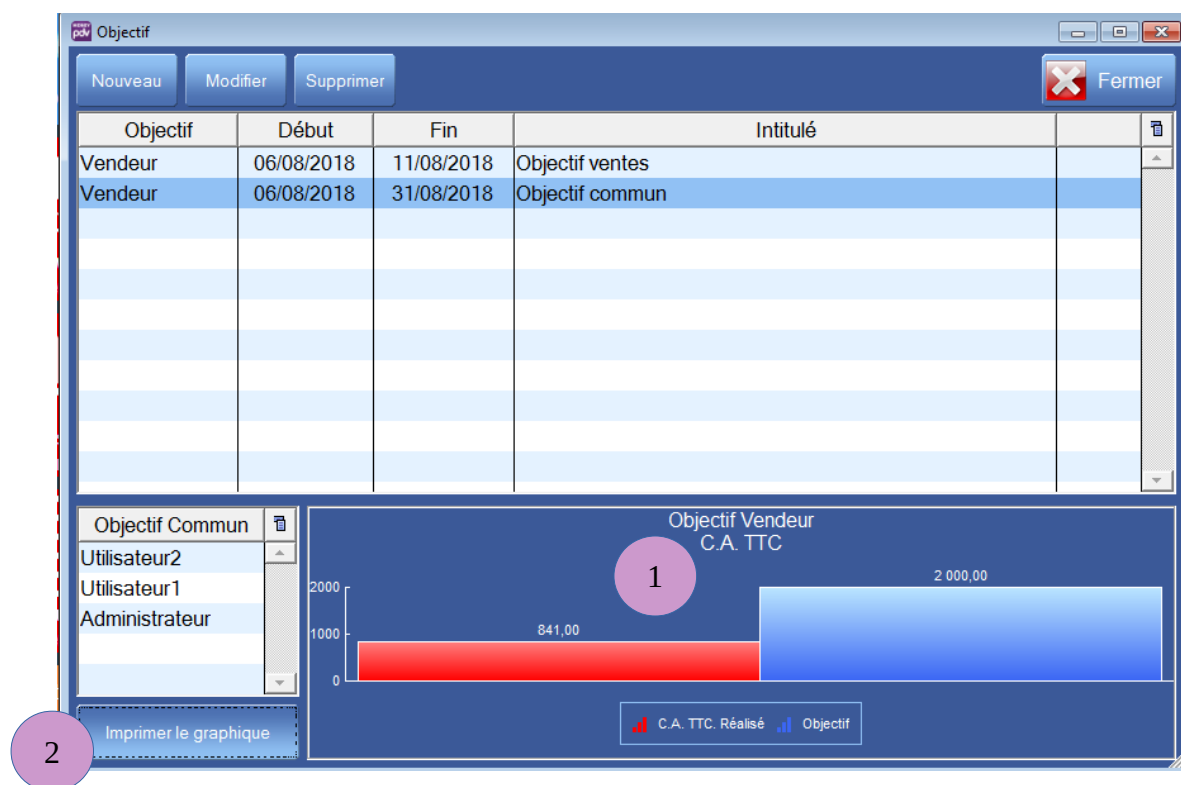 pdv Objectif
Nouveau Modifier Supprimer Fermer
Objectif Début Fin Intitulé
Vendeur 06/08/2018 11/08/2018 Objectif ventes
Vendeur 06/08/2018 31/08/2018 Objectif commun
Objectif Commun
Utilisateur2
Utilisateur1
Administrateur
Imprimer le graphique
2
Objectif Vendeur
C.A. TTC
1
2 000,00
2000
841,00
1000
0
C.A. TTC. Réalisé Objectif